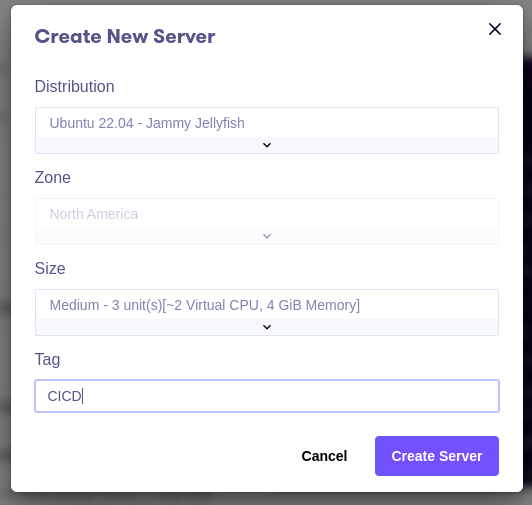 Create New Server
Distribution
Ubuntu 22.04 - Jammy Jellyfish
Zone
North America
Size
Medium - 3 unit(s)[~2 Virtual CPU, 4 GiB Memory]
Tag
CICD
Cancel
Create Server